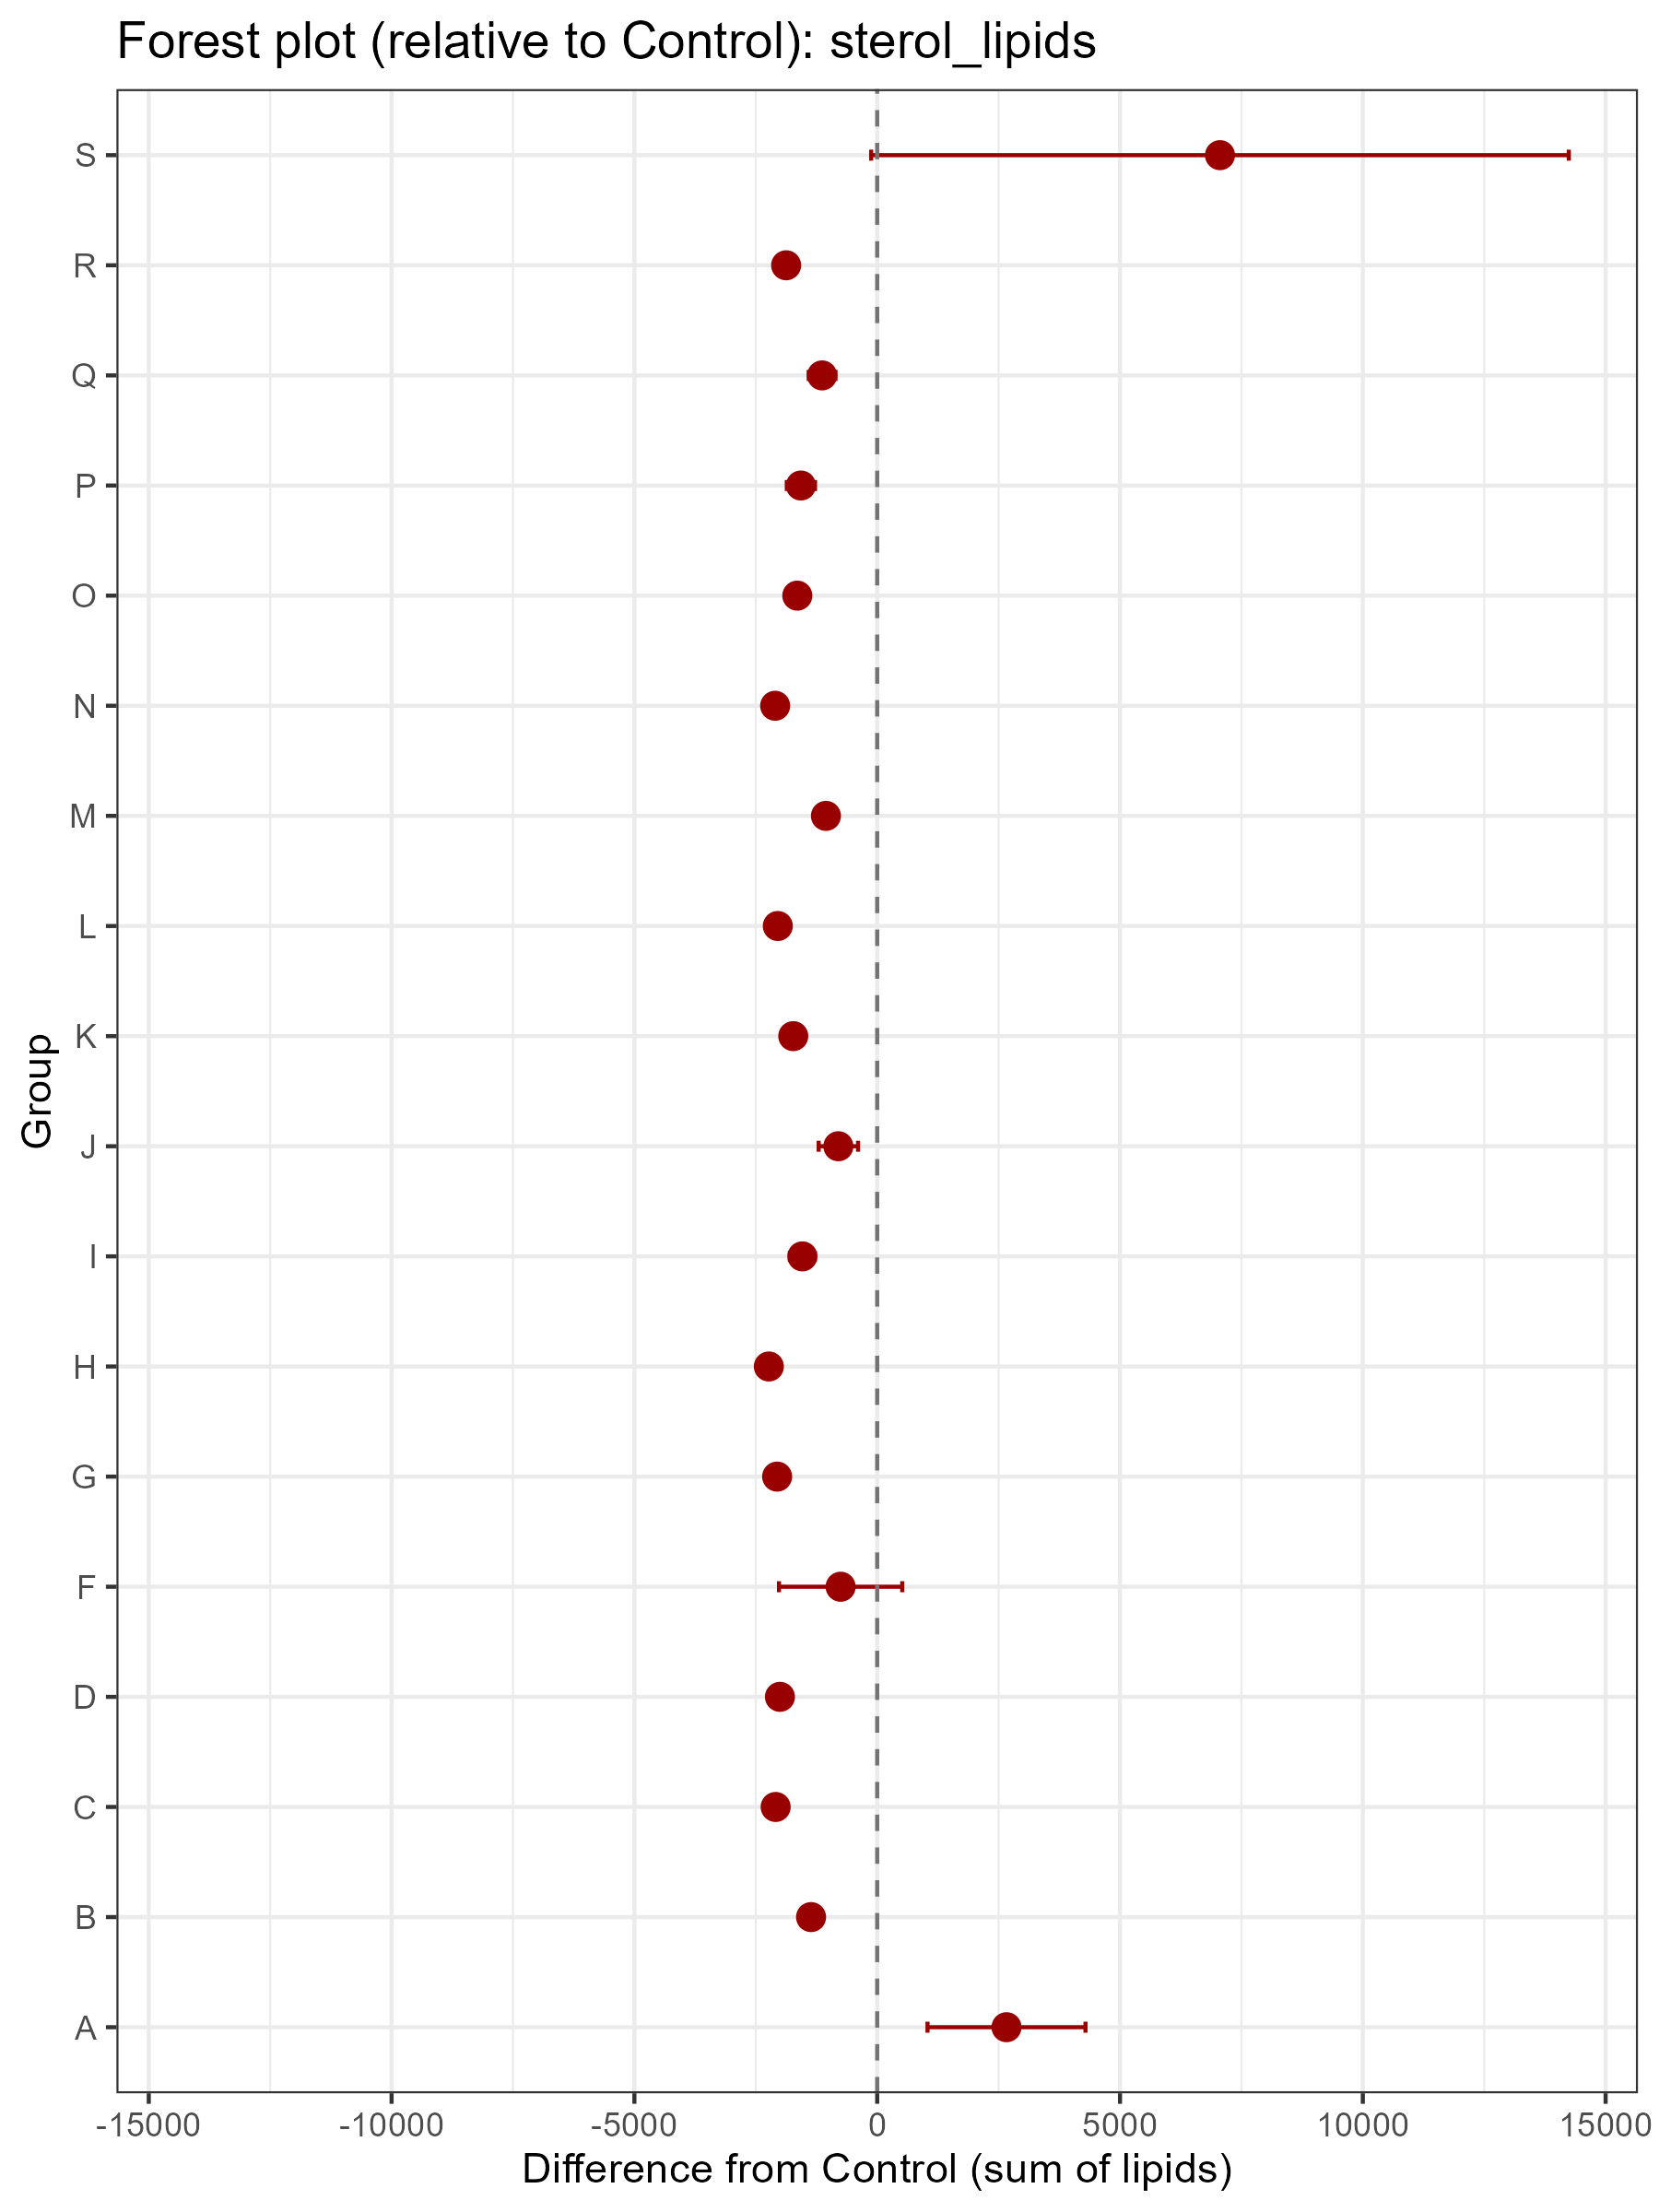 Forest plot (relative to Control): sterol_lipids
S
R
Q
P
O
N
M
L
K
J
I
H
G
F
D
C
B
A
Group
-15000 -10000 -5000 0 5000 10000 15000
Difference from Control (sum of lipids)